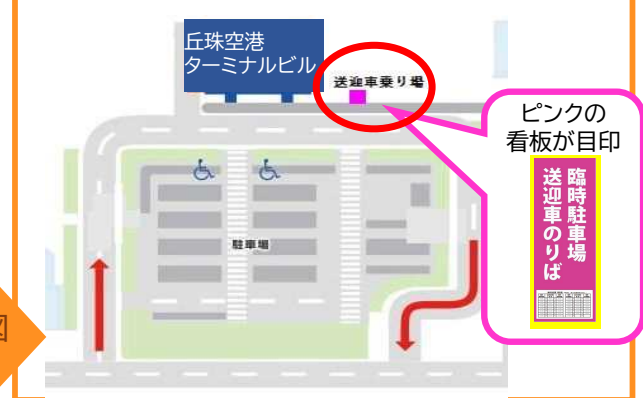 丘珠空港
ターミナルビル
送迎車乗り場
ピンクの
看板が目印
臨時駐車場
送迎車のりば
駐車場
図